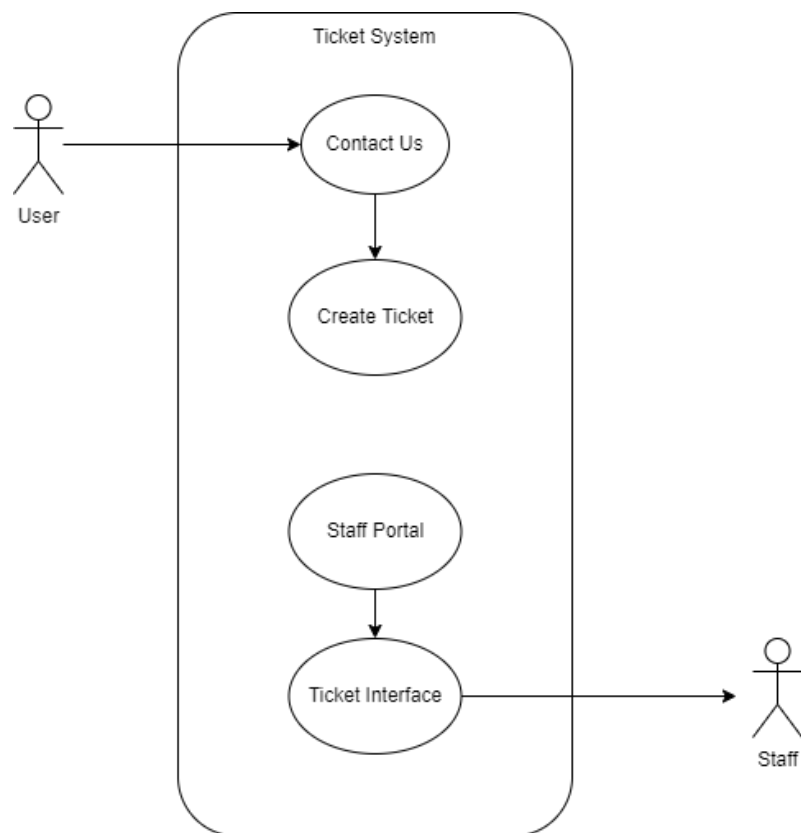 Ticket System
Contact Us
User
Create Ticket
Staff Portal
Ticket Interface
Staff